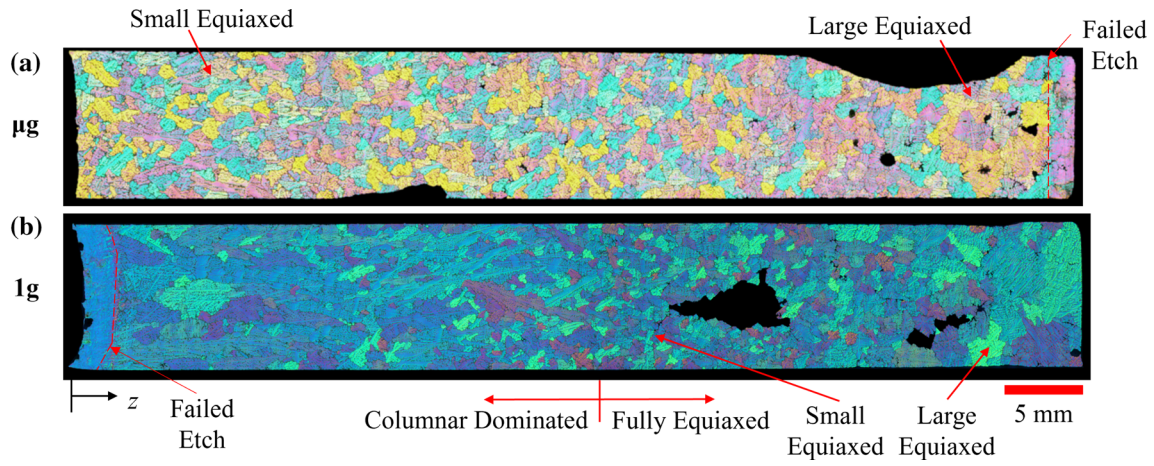 Small Equiaxed
Large Equiaxed
Failed
Etch
(a)
μg
(b)
1g
z
Failed
Etch
Columnar Dominated
Fully Equiaxed
Small
Equiaxed
Large
Equiaxed
5 mm